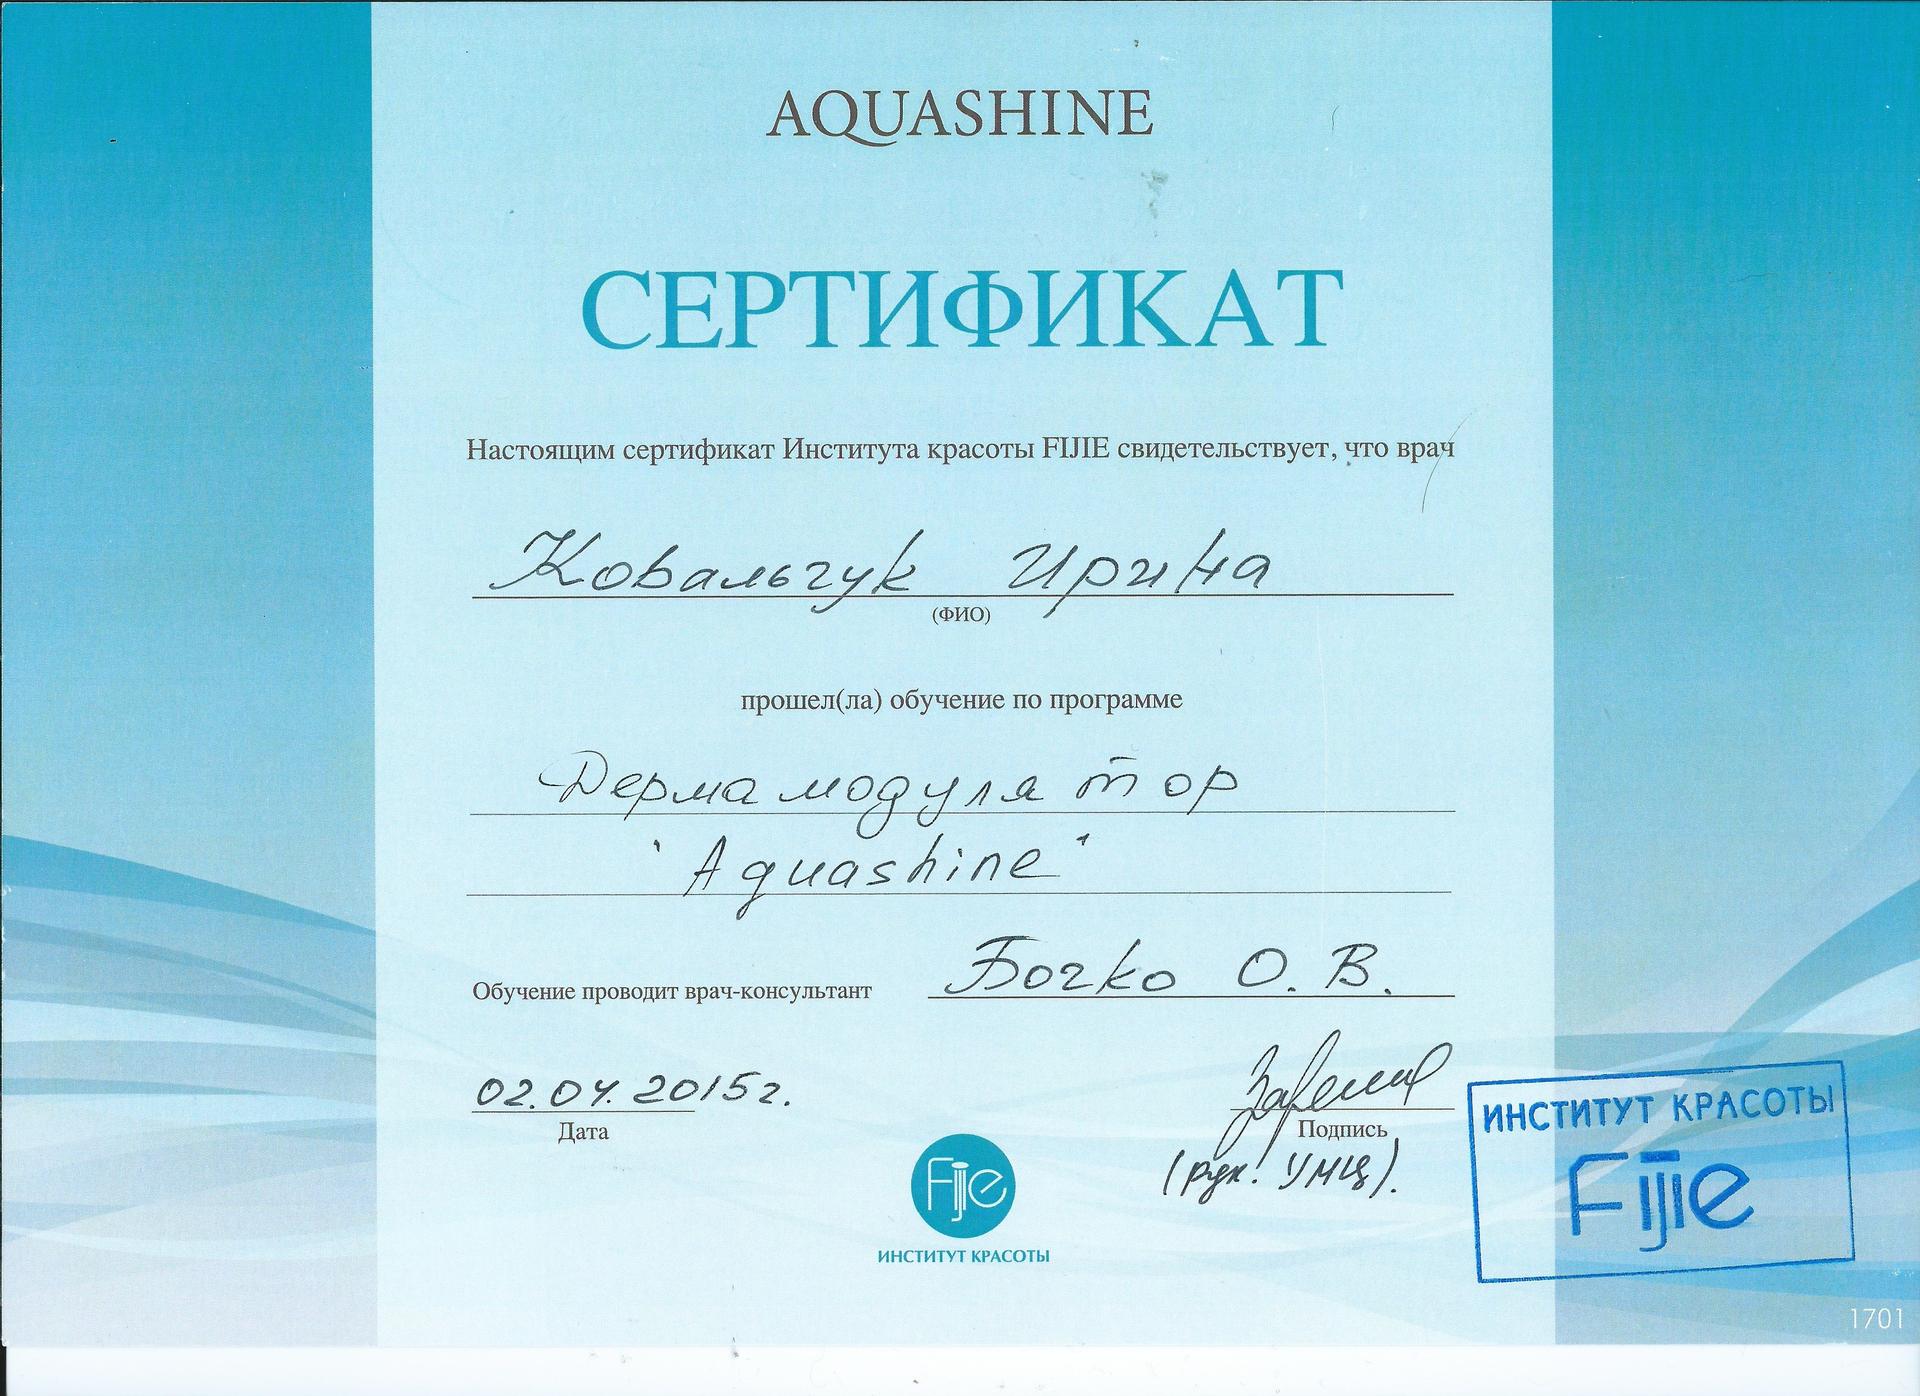 AQUASHINE
СЕРТИФИКАТ
Настоящим сертификат Института красоты FIJIE свидетельствует, что врач
Ковальчук Ирина
(ФИО)
прошел(ла) обучение по программе
Дермамодулятор
"Aquashine"
Обучение проводит врач-консультант Бочко О. В.
02.04.2015г.
Дата
Подпись
(рук. УМЦ).
Fijie
ИНСТИТУТ КРАСОТЫ
ИНСТИТУТ КРАСОТЫ
Fijie
1701